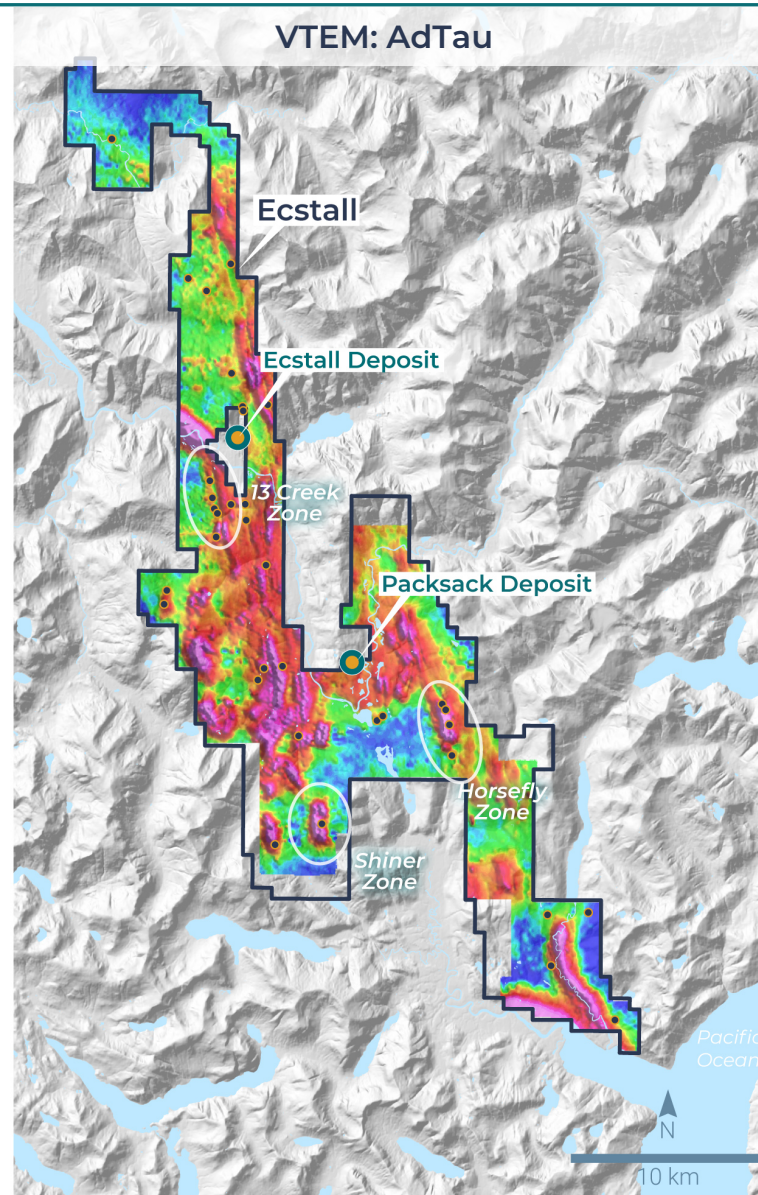 VTEM: AdTau
Ecstall
Ecstall Deposit
13 Creek
Zone
Packsack Deposit
Horsefly
Zone
Shiner
Zone
Pacific
Ocean
N
10 km